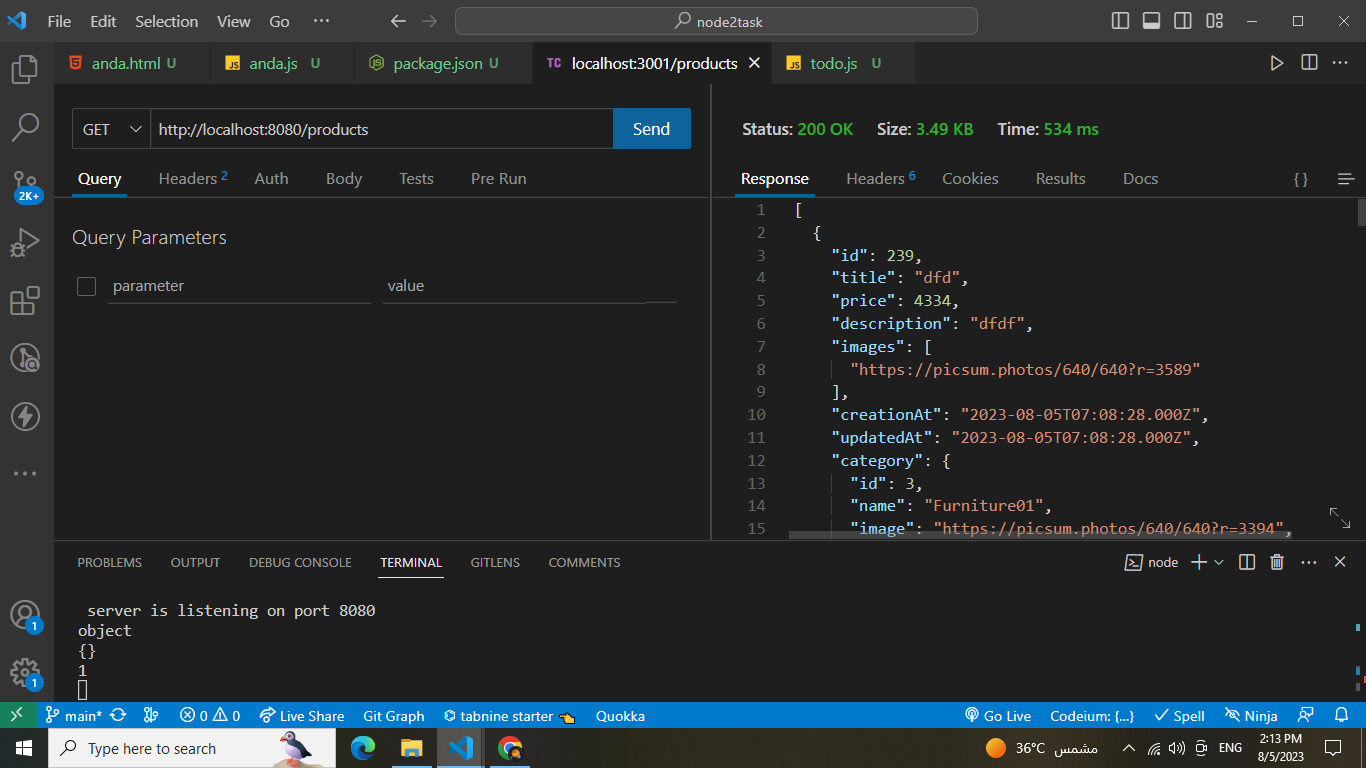 File Edit Selection View Go ··· node2task
anda.html U anda.js U package.json U TC localhost:3001/products todo.js U
GET http://localhost:8080/products Send
Query Headers 2 Auth Body Tests Pre Run
Query Parameters
parameter value
Status: 200 OK Size: 3.49 KB Time: 534 ms
Response Headers 6 Cookies Results Docs { }
1 [
2 {
3 "id": 239,
4 "title": "dfd",
5 "price": 4334,
6 "description": "dfdf",
7 "images": [
8 "https://picsum.photos/640/640?r=3589"
9 ],
10 "creationAt": "2023-08-05T07:08:28.000Z",
11 "updatedAt": "2023-08-05T07:08:28.000Z",
12 "category": {
13 "id": 3,
14 "name": "Furniture01",
15 "image": "https://picsum.photos/640/640?r=3394",
2K+
1
1
PROBLEMS OUTPUT DEBUG CONSOLE TERMINAL GITLENS COMMENTS node
server is listening on port 8080
object
{}
1
main* 0 0 Live Share Git Graph tabnine starter Quokka Go Live Codeium: {...} Spell Ninja
Type here to search 36°C مشمس ENG 2:13 PM
8/5/2023